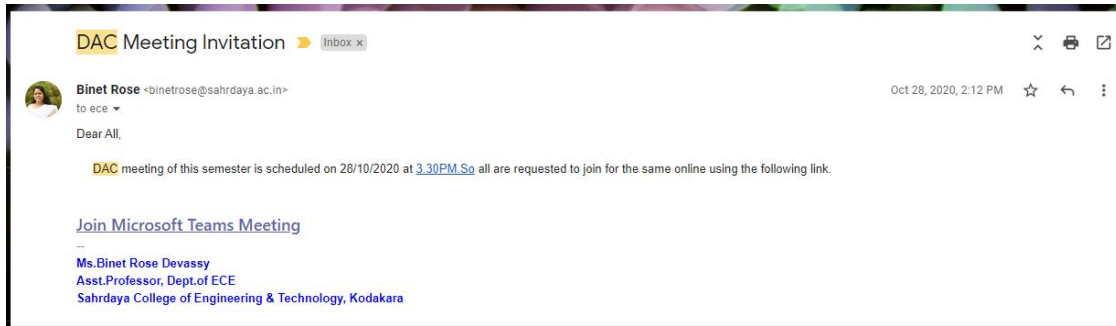 DAC Meeting Invitation Inbox x
Binet Rose <binetrose@sahrdaya.ac.in> Oct 28, 2020, 2:12 PM
to ece
Dear All,
DAC meeting of this semester is scheduled on 28/10/2020 at 3.30PM.So all are requested to join for the same online using the following link.
Join Microsoft Teams Meeting
--
Ms.Binet Rose Devassy
Asst.Professor, Dept.of ECE
Sahrdaya College of Engineering & Technology, Kodakara